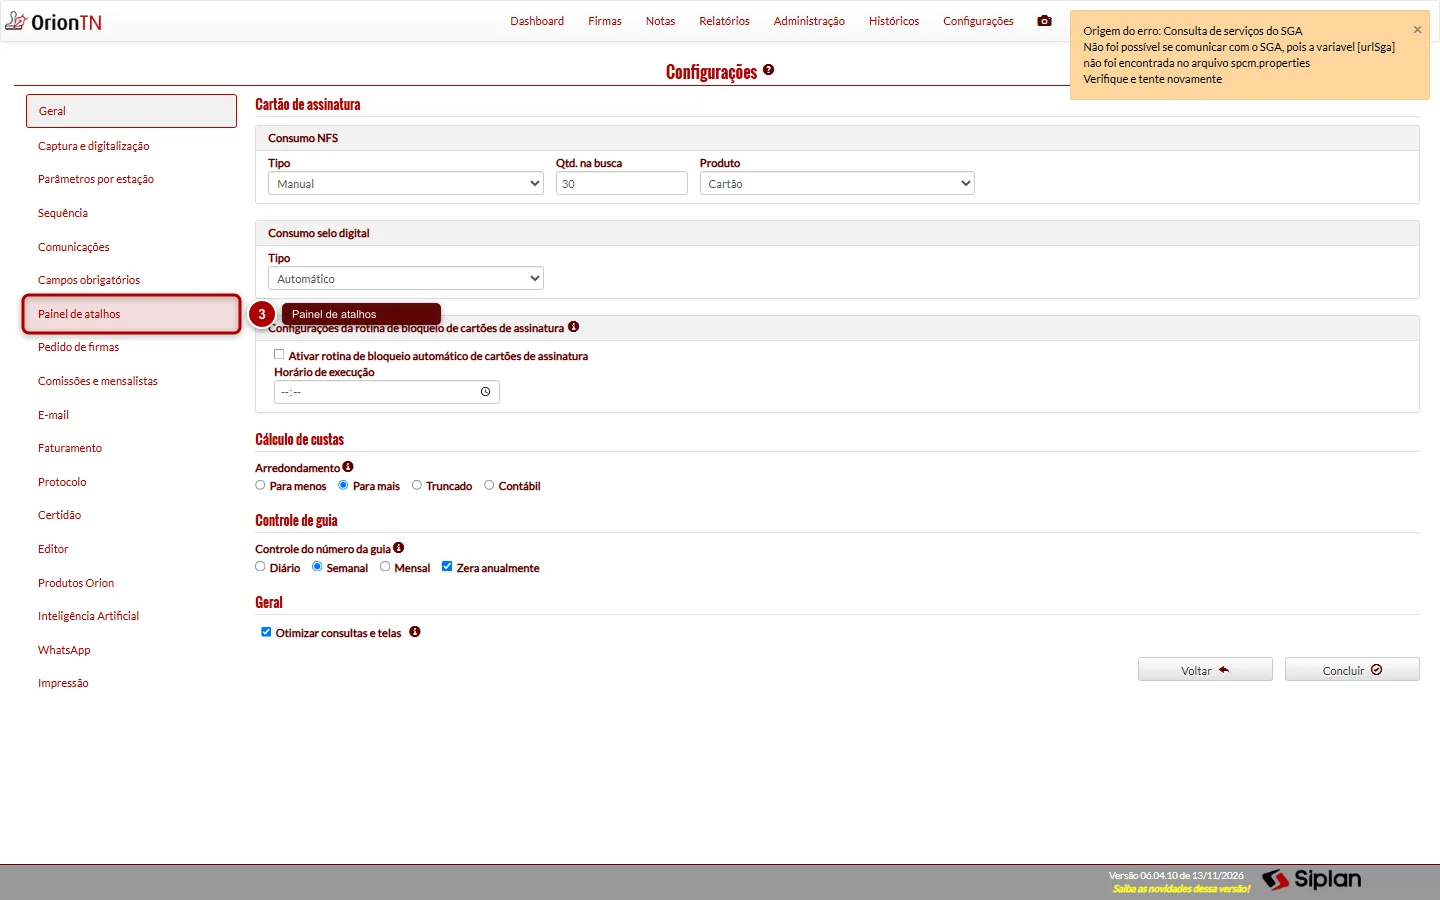 OrionTN
Dashboard
Firmas
Notas
Relatórios
Administração
Históricos
Configurações
Origem do erro: Consulta de serviços do SGA
Não foi possível se comunicar com o SGA, pois a variavel [urlSga]
não foi encontrada no arquivo spcm.properties
Verifique e tente novamente
×
Configurações
Geral
Captura e digitalização
Parâmetros por estação
Sequência
Comunicações
Campos obrigatórios
Painel de atalhos
Pedido de firmas
Comissões e mensalistas
E-mail
Faturamento
Protocolo
Certidão
Editor
Produtos Orion
Inteligência Artificial
WhatsApp
Impressão
3
Painel de atalhos
Cartão de assinatura
Consumo NFS
Tipo Qtd. na busca Produto
Manual 30 Cartão
Consumo selo digital
Tipo
Automático
Configurações da rotina de bloqueio de cartões de assinatura
Ativar rotina de bloqueio automático de cartões de assinatura
Horário de execução
--:--
Cálculo de custas
Arredondamento
Para menos Para mais Truncado Contábil
Controle de guia
Controle do número da guia
Diário Semanal Mensal Zera anualmente
Geral
Otimizar consultas e telas
Voltar Concluir
Versão 06.04.10 de 13/11/2026
Saiba as novidades dessa versão!
Siplan